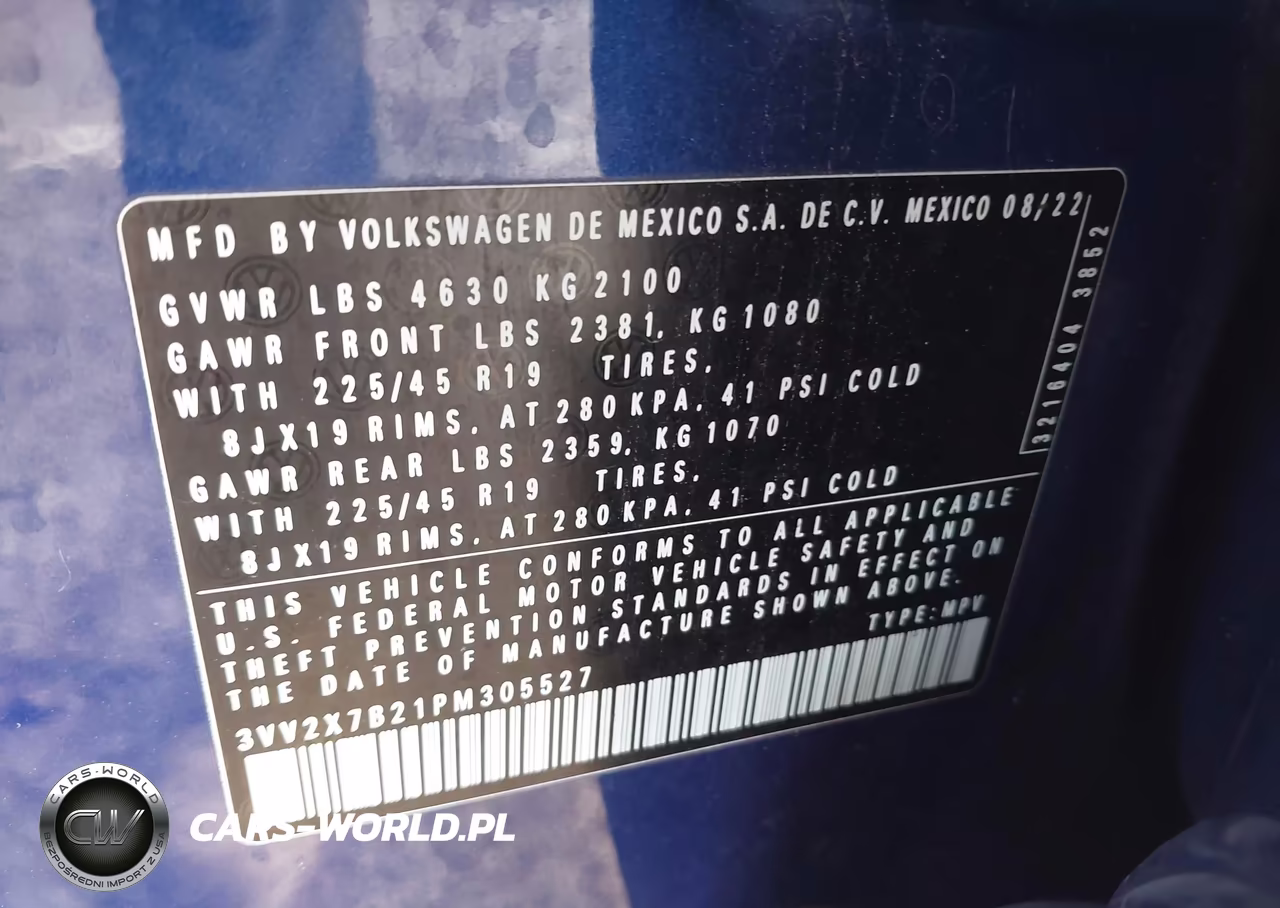 MFD BY VOLKSWAGEN DE MEXICO S.A. DE C.V. MEXICO 08/22
GVWR LBS 4630 KG 2100
GAWR FRONT LBS 2381, KG 1080
WITH 225/45 R19 TIRES,
8JX19 RIMS, AT 280 KPA, 41 PSI COLD
GAWR REAR LBS 2359, KG 1070
WITH 225/45 R19 TIRES,
8JX19 RIMS, AT 280 KPA, 41 PSI COLD
3216404 3852
THIS VEHICLE CONFORMS TO ALL APPLICABLE
U.S. FEDERAL MOTOR VEHICLE SAFETY AND
THEFT PREVENTION STANDARDS IN EFFECT ON
THE DATE OF MANUFACTURE SHOWN ABOVE.
TYPE: MPV
3VV2X7B21PM305527
CARS-WORLD
CW
BEZPOŚREDNI IMPORT Z USA
CARS-WORLD.PL